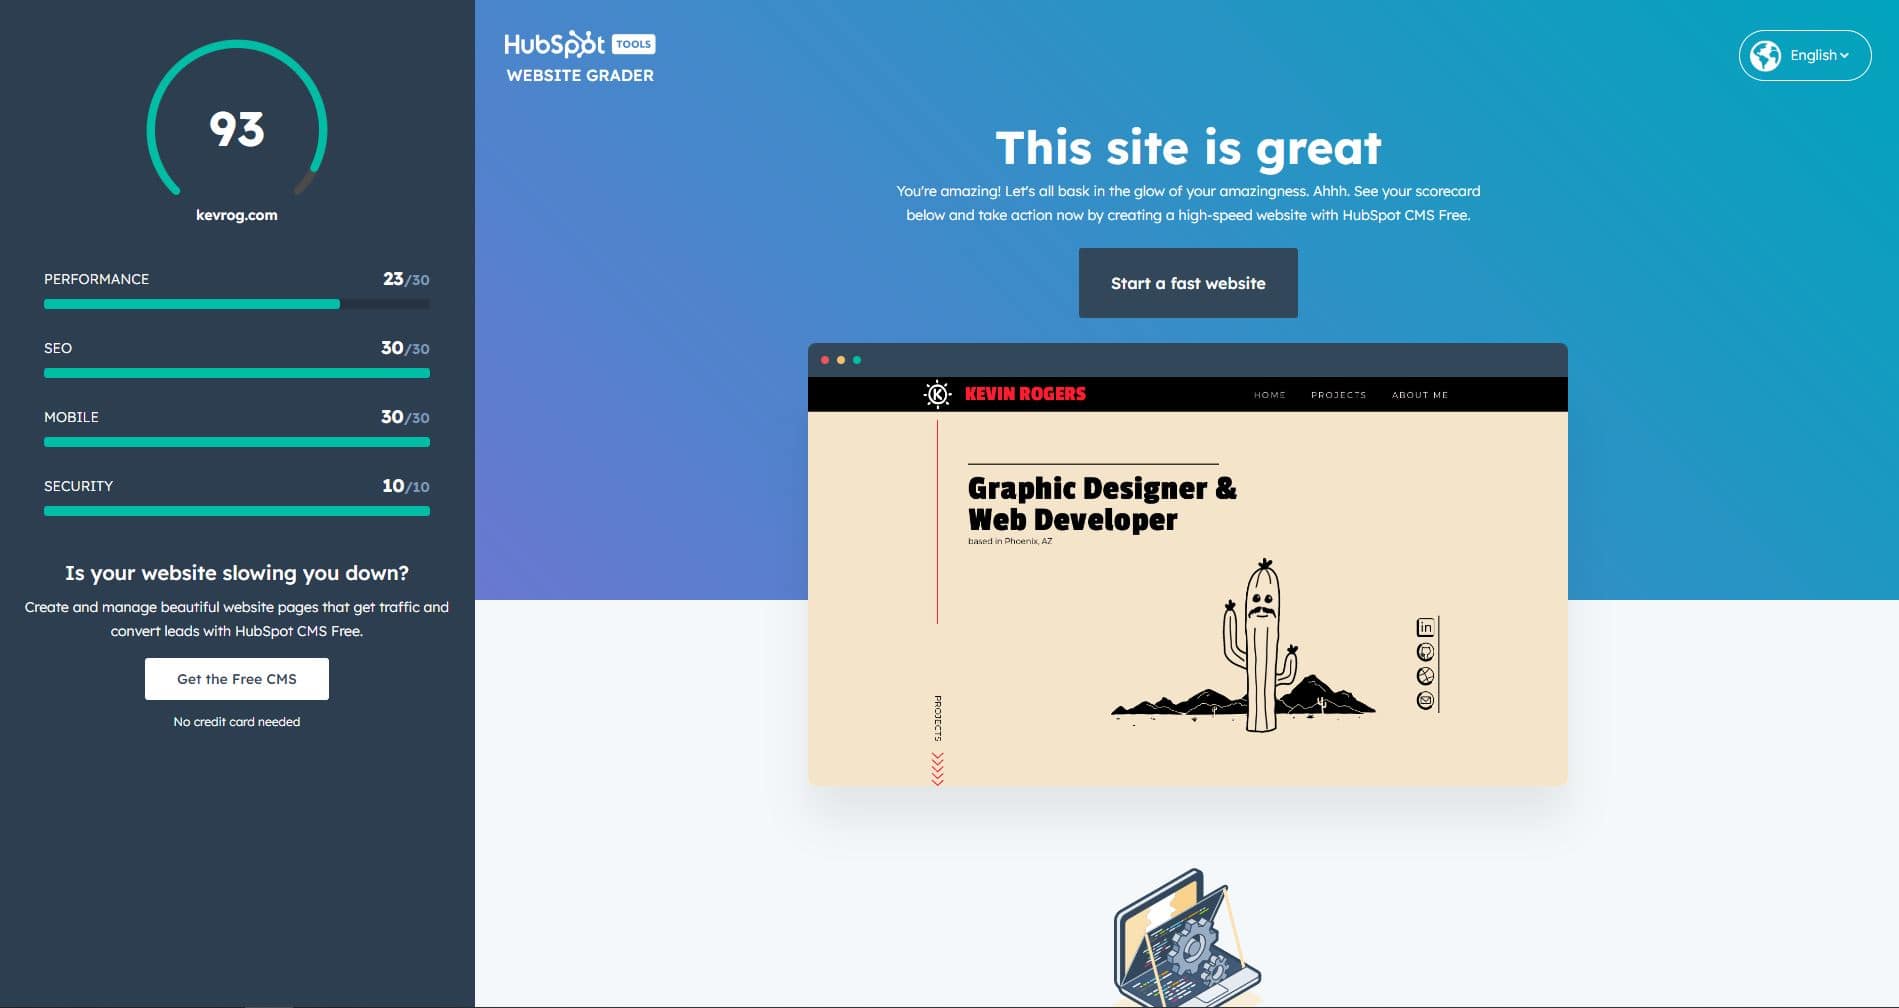 93
kevrog.com
PERFORMANCE 23/30
SEO 30/30
MOBILE 30/30
SECURITY 10/10
Is your website slowing you down?
Create and manage beautiful website pages that get traffic and
convert leads with HubSpot CMS Free.
Get the Free CMS
No credit card needed
HubSpot TOOLS
WEBSITE GRADER
English
This site is great
You're amazing! Let's all bask in the glow of your amazingness. Ahhh. See your scorecard
below and take action now by creating a high-speed website with HubSpot CMS Free.
Start a fast website
K KEVIN ROGERS HOME PROJECTS ABOUT ME
Graphic Designer &
Web Developer
based in Phoenix, AZ
in
PROJECTS